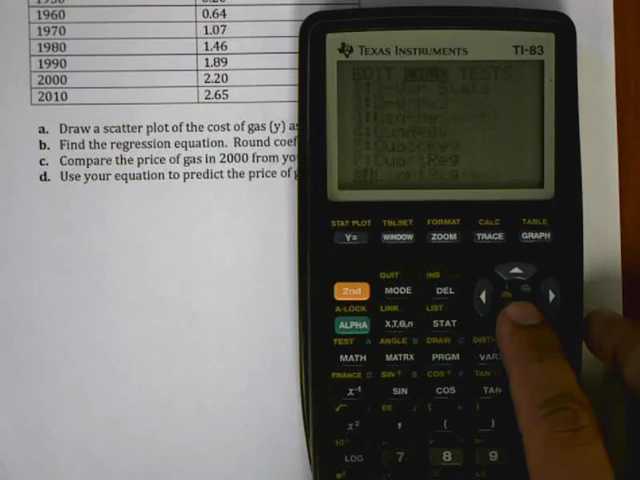 1960 0.64
1970 1.07
1980 1.46
1990 1.89
2000 2.20
2010 2.65
a. Draw a scatter plot of the cost of gas (y) as
b. Find the regression equation. Round coef
c. Compare the price of gas in 2000 from yo
d. Use your equation to predict the price of
TEXAS INSTRUMENTS TI-83
EDIT TESTS
STAT PLOT TBLSET FORMAT CALC TABLE
Y= WINDOW ZOOM TRACE GRAPH
QUIT INS
2nd MODE DEL
A-LOCK LINK LIST
ALPHA X,T,θ,n STAT
TEST A ANGLE B DRAW C
MATH MATRX PRGM VARS
FINANCE D SIN⁻¹ E COS⁻¹ F TAN
x⁻¹ SIN COS TAN
√ EE
x² , ( )
LOG 7 8 9